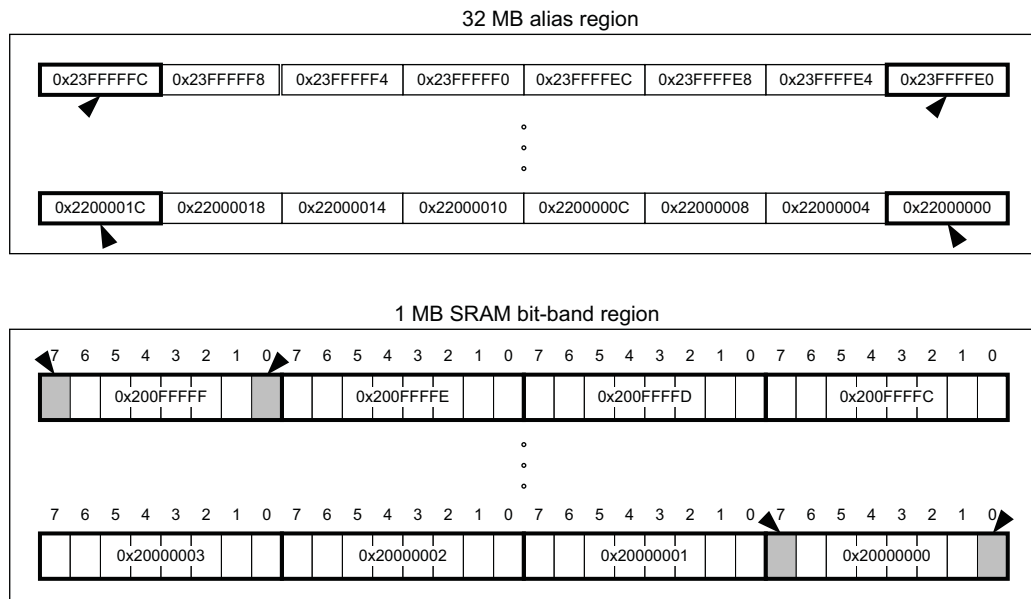 32 MB alias region
0x23FFFFFC 0x23FFFFF8 0x23FFFFF4 0x23FFFFF0 0x23FFFFEC 0x23FFFFE8 0x23FFFFE4 0x23FFFFE0
0x2200001C 0x22000018 0x22000014 0x22000010 0x2200000C 0x22000008 0x22000004 0x22000000
1 MB SRAM bit-band region
7 6 5 4 3 2 1 0 7 6 5 4 3 2 1 0 7 6 5 4 3 2 1 0 7 6 5 4 3 2 1 0
0x200FFFFF 0x200FFFFE 0x200FFFFD 0x200FFFFC
7 6 5 4 3 2 1 0 7 6 5 4 3 2 1 0 7 6 5 4 3 2 1 0 7 6 5 4 3 2 1 0
0x20000003 0x20000002 0x20000001 0x20000000